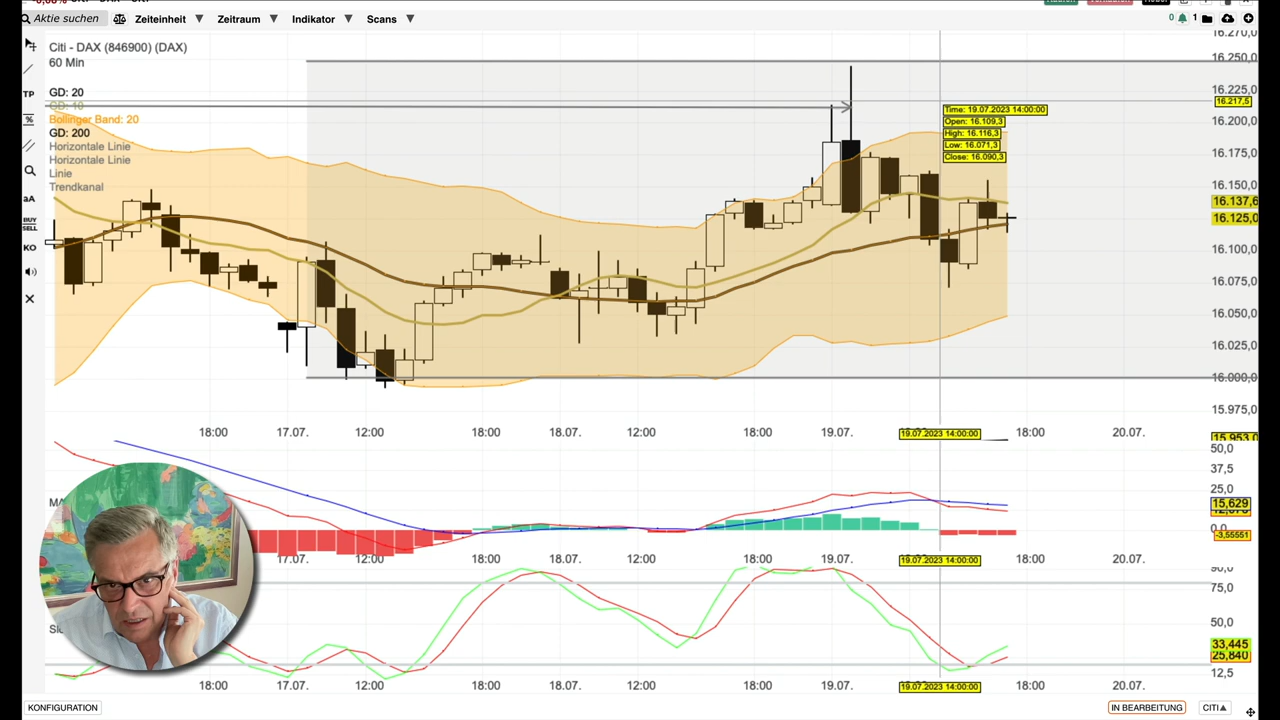 Aktie suchen Zeiteinheit ▼ Zeitraum ▼ Indikator ▼ Scans ▼ 0 1
Citi - DAX (846900) (DAX)
60 Min
GD: 20
GD: 10
Bollinger Band: 20
GD: 200
Horizontale Linie
Horizontale Linie
Linie
Trendkanal
TP
%
aA
BUY
SELL
KO
Time: 19.07.2023 14:00:00
Open: 16.109,3
High: 16.116,3
Low: 16.071,3
Close: 16.090,3
16.270,0
16.250,0
16.225,0
16.217,5
16.200,0
16.175,0
16.150,0
16.137,6
16.125,0
16.100,0
16.075,0
16.050,0
16.025,0
16.000,0
15.975,0
15.953,0
18:00 17.07. 12:00 18:00 18.07. 12:00 18:00 19.07. 19.07.2023 14:00:00 18:00 20.07.
50,0
37,5
25,0
15,629
0,0
-3,55551
17.07. 12:00 18:00 18.07. 12:00 18:00 19.07. 19.07.2023 14:00:00 18:00 20.07.
90,0
75,0
50,0
33,445
25,840
12,5
18:00 17.07. 12:00 18:00 18.07. 12:00 18:00 19.07. 19.07.2023 14:00:00 18:00 20.07.
KONFIGURATION IN BEARBEITUNG CITI▲